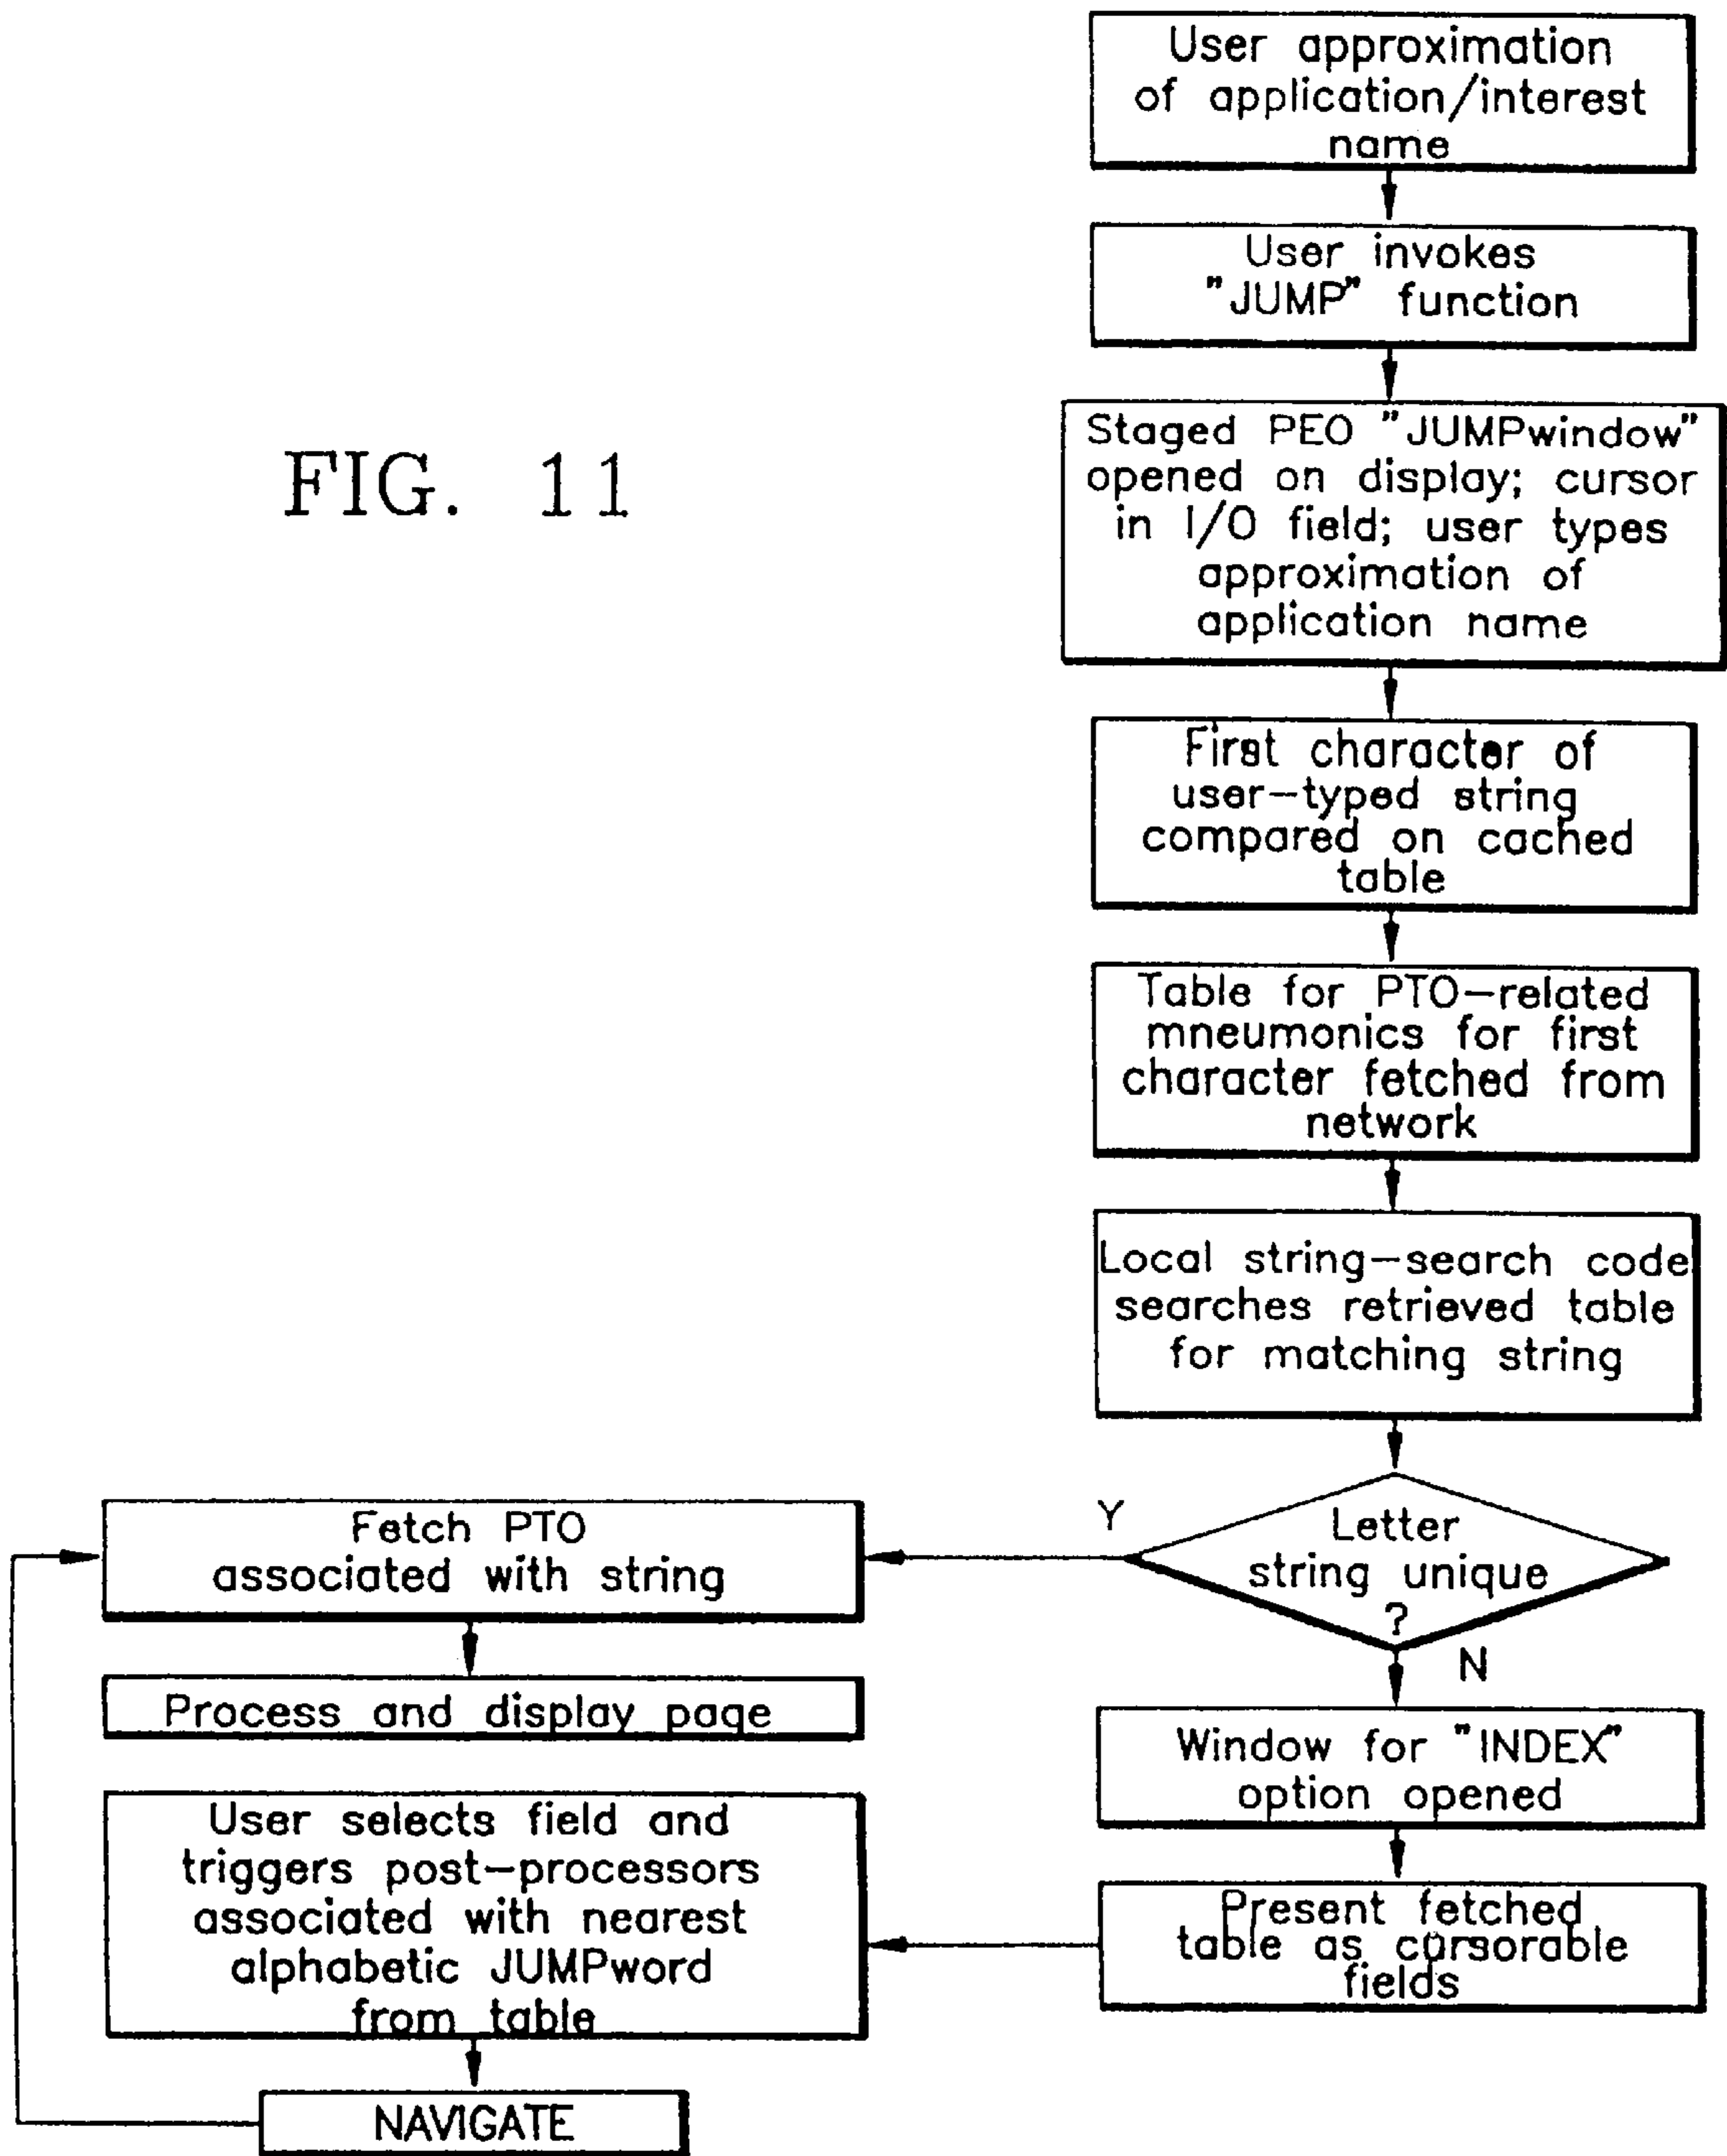 User approximation
of application/interest
name
User invokes
"JUMP" function
FIG. 11
Staged PEO "JUMPwindow"
opened on display; cursor
in I/O field; user types
approximation of
application name
First character of
user-typed string
compared on cached
table
Table for PTO-related
mneumonics for first
character fetched from
network
Local string-search code
searches retrieved table
for matching string
Letter
string unique
?
Y
N
Fetch PTO
associated with string
Process and display page
Window for "INDEX"
option opened
Present fetched
table as cursorable
fields
User selects field and
triggers post-processors
associated with nearest
alphabetic JUMPword
from table
NAVIGATE